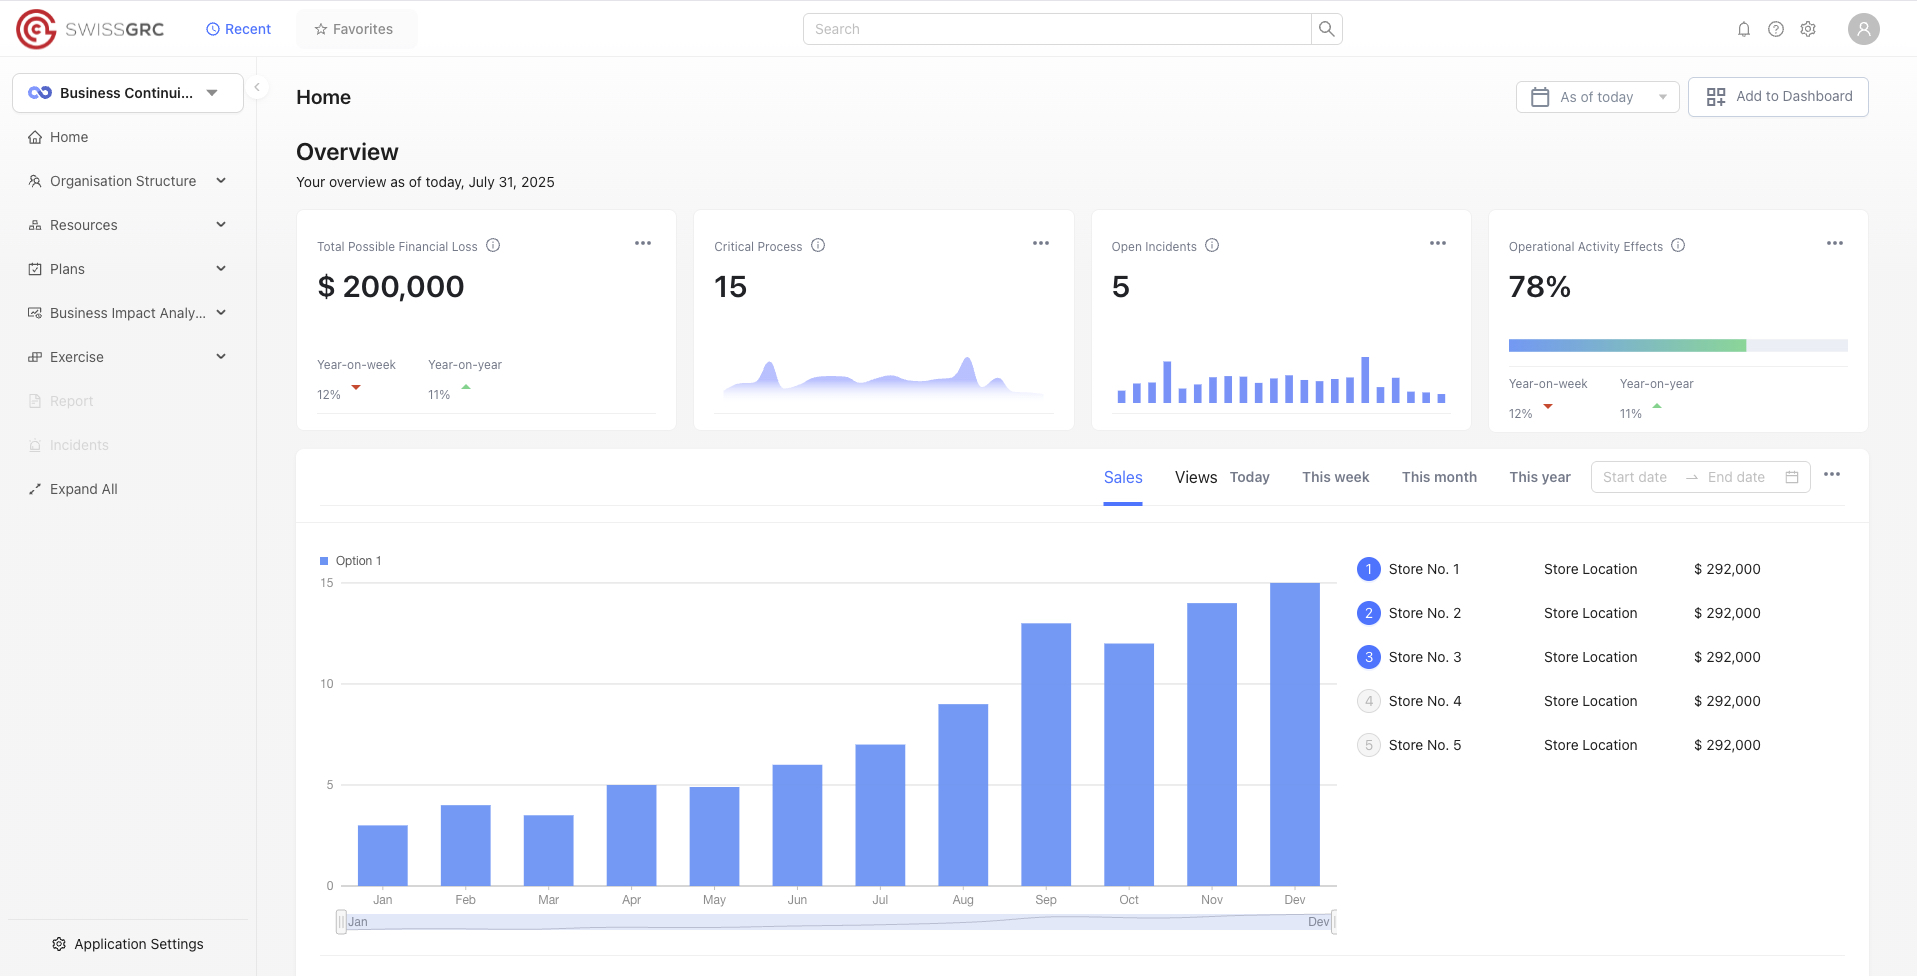 SWISSGRC
Recent
Favorites
Search
Business Continui...
Home
Organisation Structure
Resources
Plans
Business Impact Analy...
Exercise
Report
Incidents
Expand All
Application Settings
Home
As of today
Add to Dashboard
Overview
Your overview as of today, July 31, 2025
Total Possible Financial Loss
$ 200,000
Year-on-week Year-on-year
12% 11%
Critical Process
15
Open Incidents
5
Operational Activity Effects
78%
Year-on-week Year-on-year
12% 11%
Sales Views Today This week This month This year Start date End date
Option 1
15
10
5
0
Jan Feb Mar Apr May Jun Jul Aug Sep Oct Nov Dev
Jan Dev
1 Store No. 1 Store Location $ 292,000
2 Store No. 2 Store Location $ 292,000
3 Store No. 3 Store Location $ 292,000
4 Store No. 4 Store Location $ 292,000
5 Store No. 5 Store Location $ 292,000